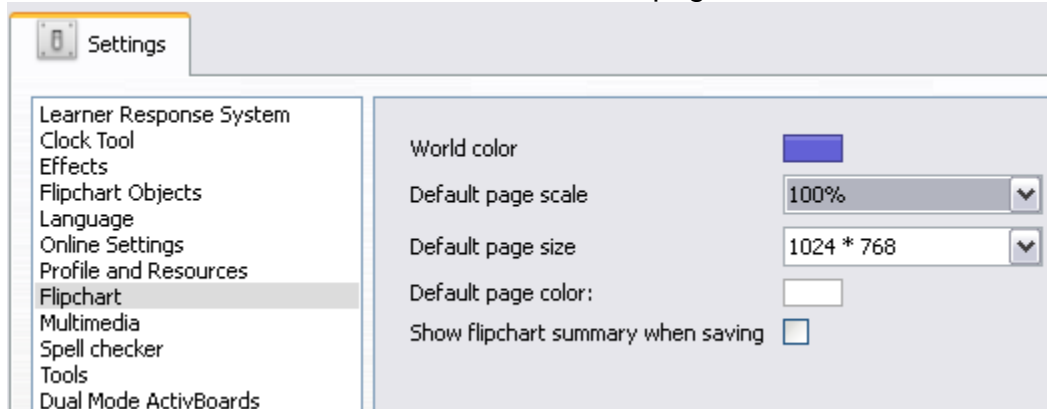 Settings
Learner Response System
Clock Tool
Effects
Flipchart Objects
Language
Online Settings
Profile and Resources
Flipchart
Multimedia
Spell checker
Tools
Dual Mode ActivBoards
World color
Default page scale 100%
Default page size 1024 * 768
Default page color:
Show flipchart summary when saving